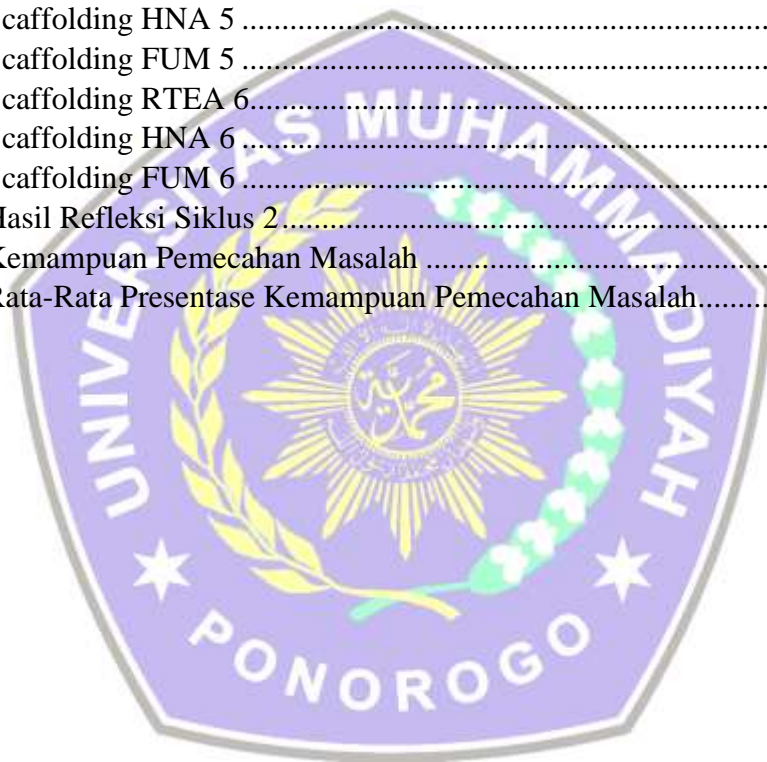 caffolding HNA 5 ......................................................................
caffolding FUM 5 ......................................................................
caffolding RTEA 6......................................................................
caffolding HNA 6 ......................................................................
caffolding FUM 6 ......................................................................
Hasil Refleksi Siklus 2.................................................................
Kemampuan Pemecahan Masalah .............................................
Rata-Rata Presentase Kemampuan Pemecahan Masalah..........
UNIVERSITAS MUHAMMADIYAH
PONOROGO
محمدية